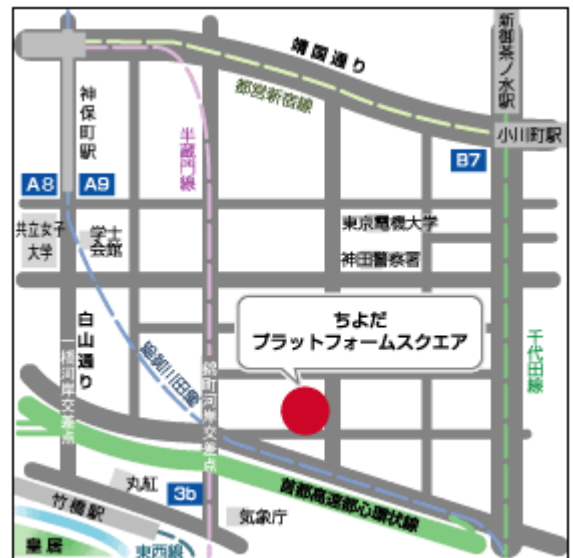 新御茶ノ水駅
靖国通り
都営新宿線
小川町駅
神保町駅
半蔵門線
B7
A8
A9
共立女子
大学
学士
会館
東京電機大学
神田警察署
ちよだ
プラットフォームスクエア
白山通り
一橋河岸交差点
錦町河岸交差点
千代田線
首都高速都心環状線
丸紅
3b
竹橋駅
気象庁
皇居
東西線